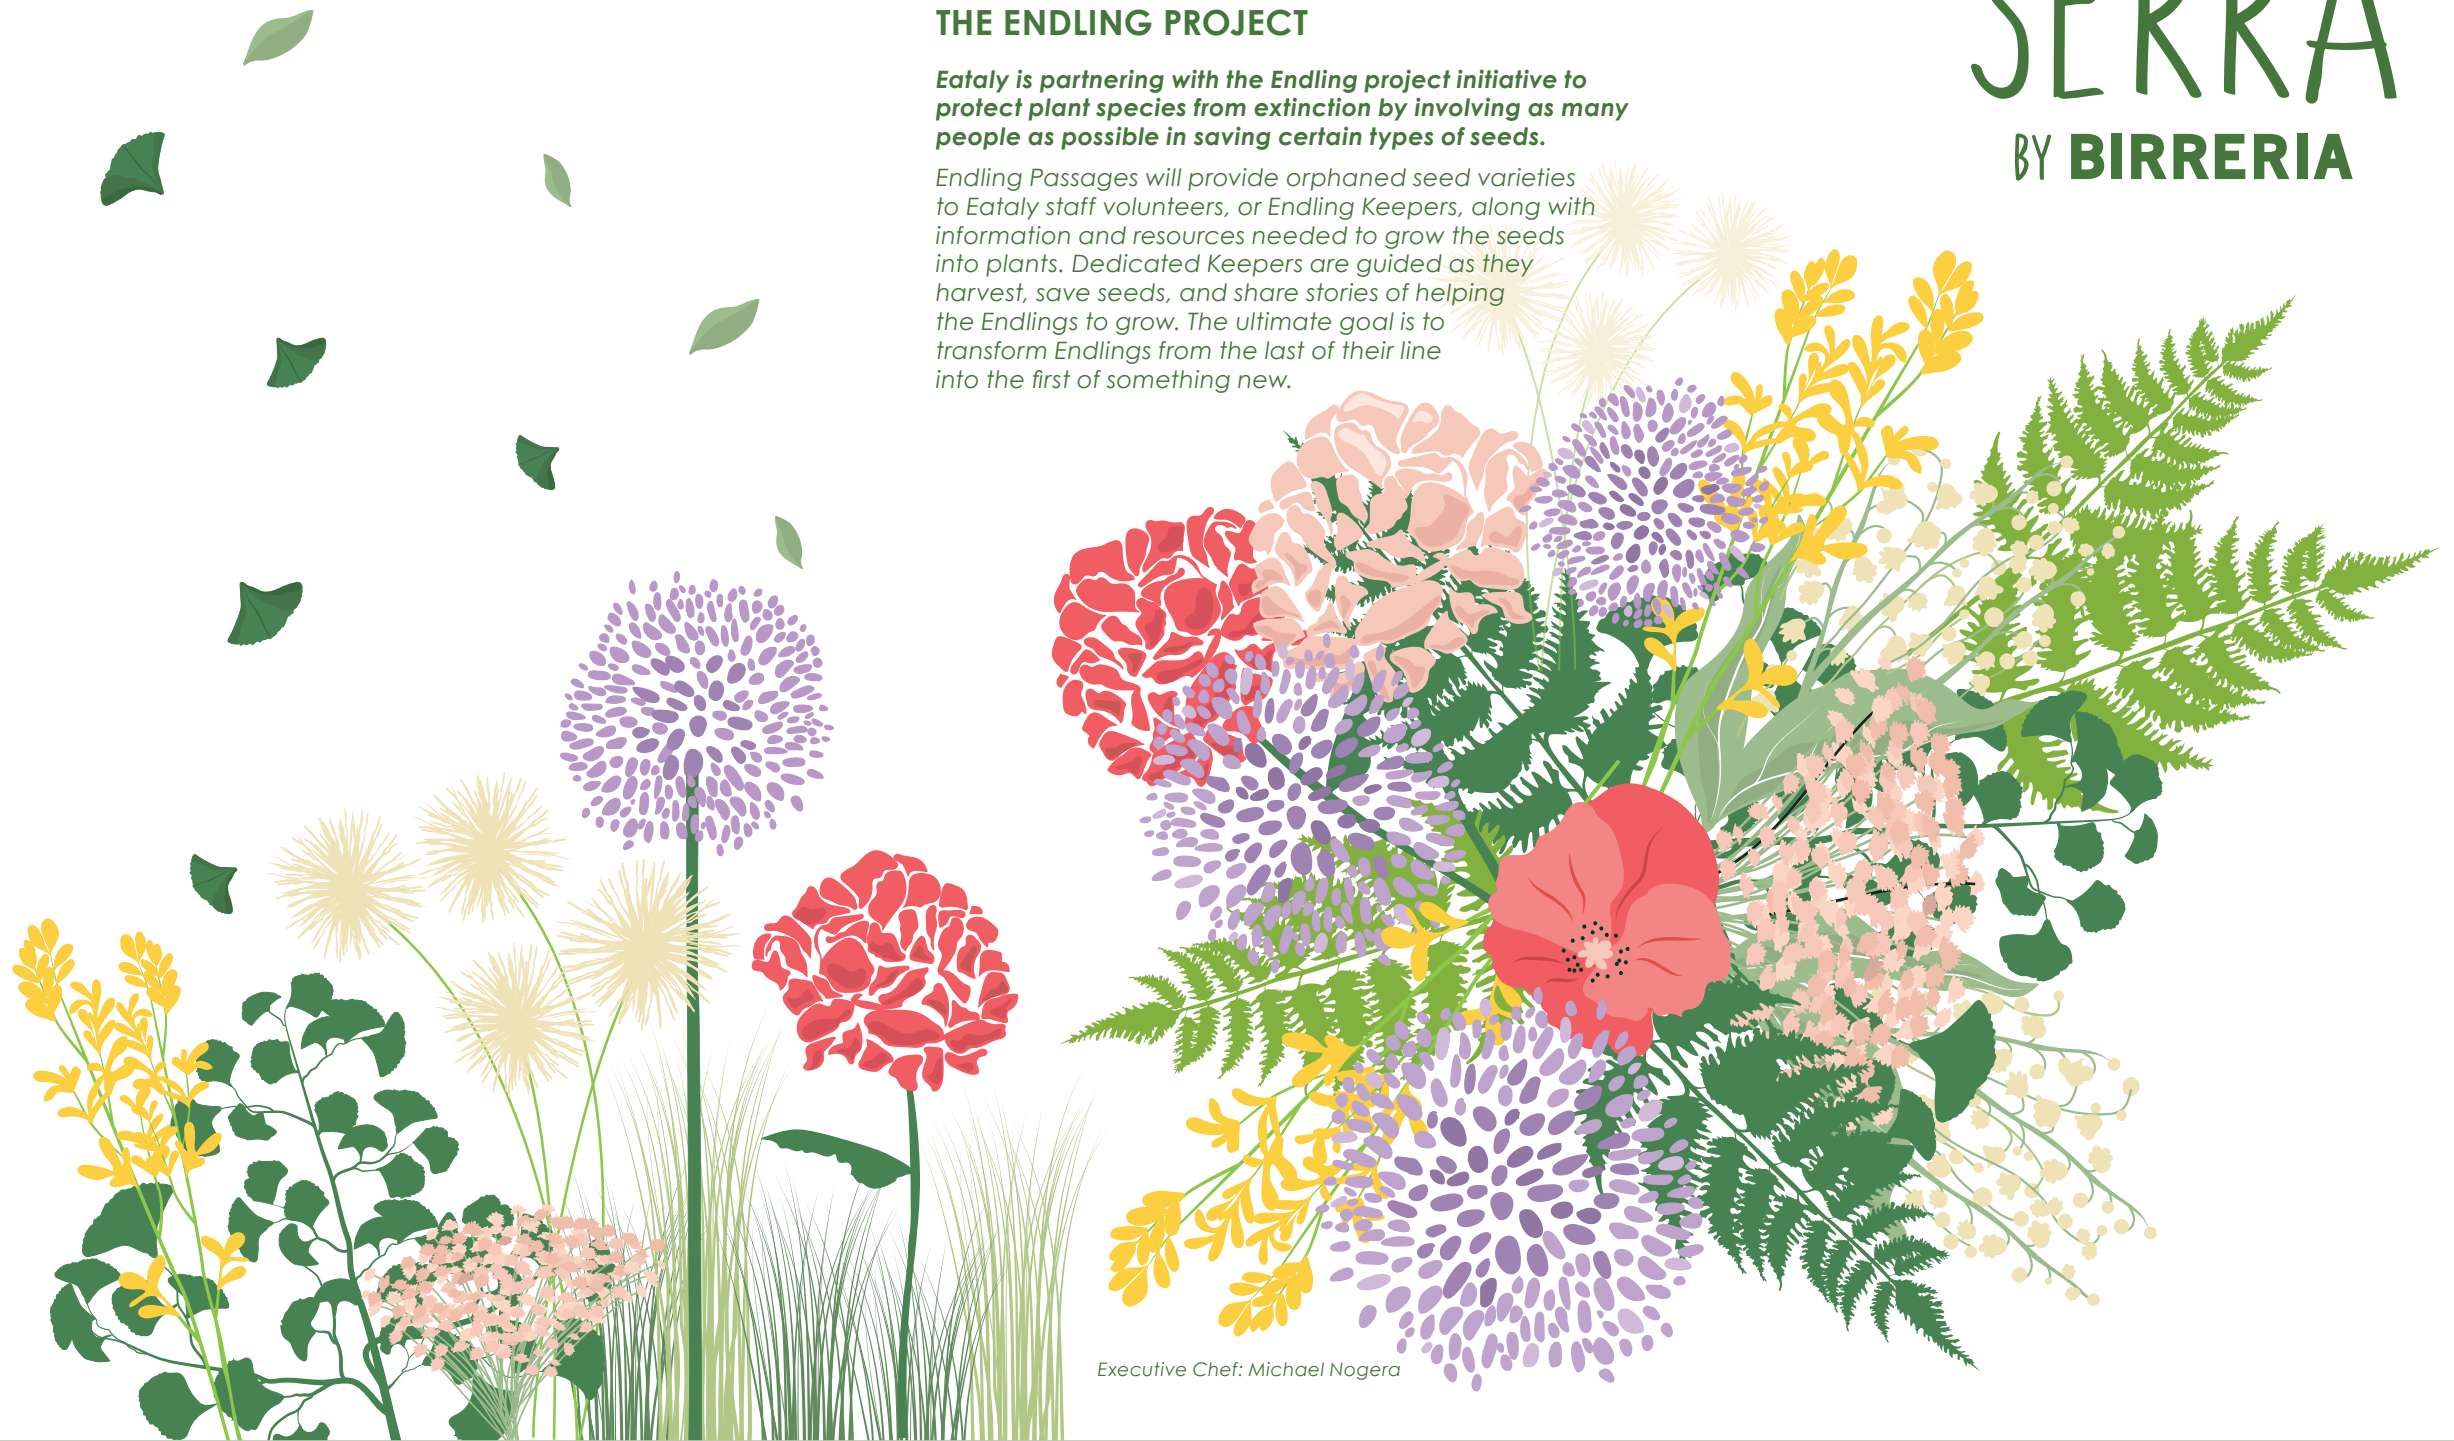 THE ENDLING PROJECT
Eataly is partnering with the Endling project initiative to
protect plant species from extinction by involving as many
people as possible in saving certain types of seeds.
Endling Passages will provide orphaned seed varieties
to Eataly staff volunteers, or Endling Keepers, along with
information and resources needed to grow the seeds
into plants. Dedicated Keepers are guided as they
harvest, save seeds, and share stories of helping
the Endlings to grow. The ultimate goal is to
transform Endlings from the last of their line
into the first of something new.
SERRA
BY BIRRERIA
Executive Chef: Michael Nogera